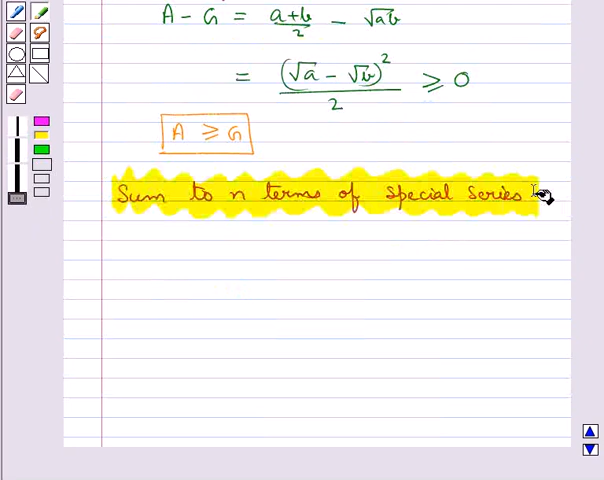 A - G = a+b/2 - √ab
= (√a - √b)²/2 ⩾ 0
A ⩾ G
Sum to n terms of special series